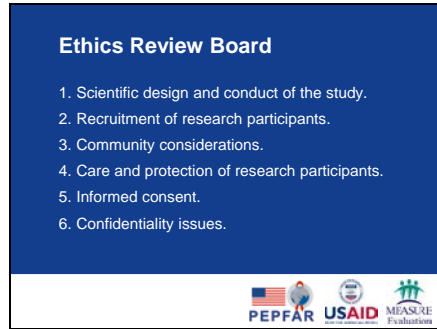 Ethics Review Board
1. Scientific design and conduct of the study.
2. Recruitment of research participants.
3. Community considerations.
4. Care and protection of research participants.
5. Informed consent.
6. Confidentiality issues.
PEPFAR
USAID
MEASURE
Evaluation